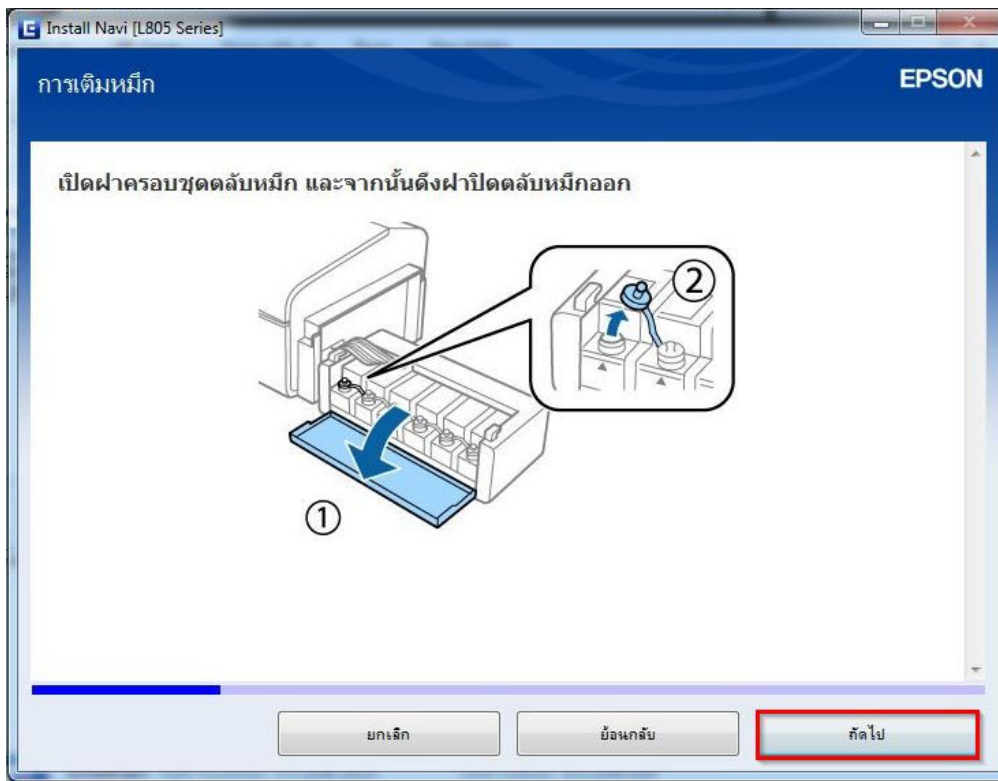 Install Navi [L805 Series]
การเติมหมึก
EPSON
เปิดฝาครอบชุดตลับหมึก และจากนั้นดึงฝาปิดตลับหมึกออก
②
①
ยกเลิก
ย้อนกลับ
ถัดไป